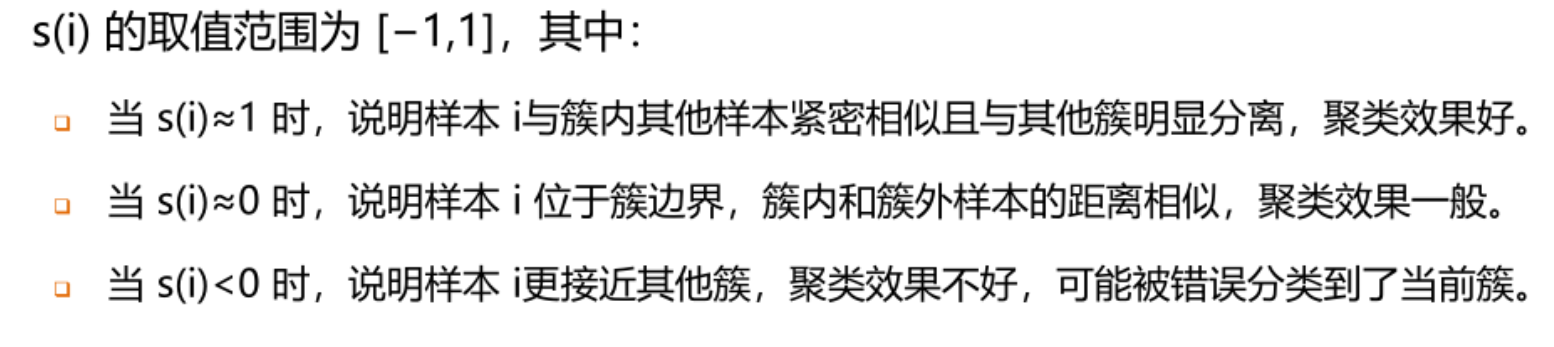 s(i) 的取值范围为 [−1,1]，其中：
当 s(i)≈1 时，说明样本 i与簇内其他样本紧密相似且与其他簇明显分离，聚类效果好。
当 s(i)≈0 时，说明样本 i 位于簇边界，簇内和簇外样本的距离相似，聚类效果一般。
当 s(i)<0 时，说明样本 i更接近其他簇，聚类效果不好，可能被错误分类到了当前簇。